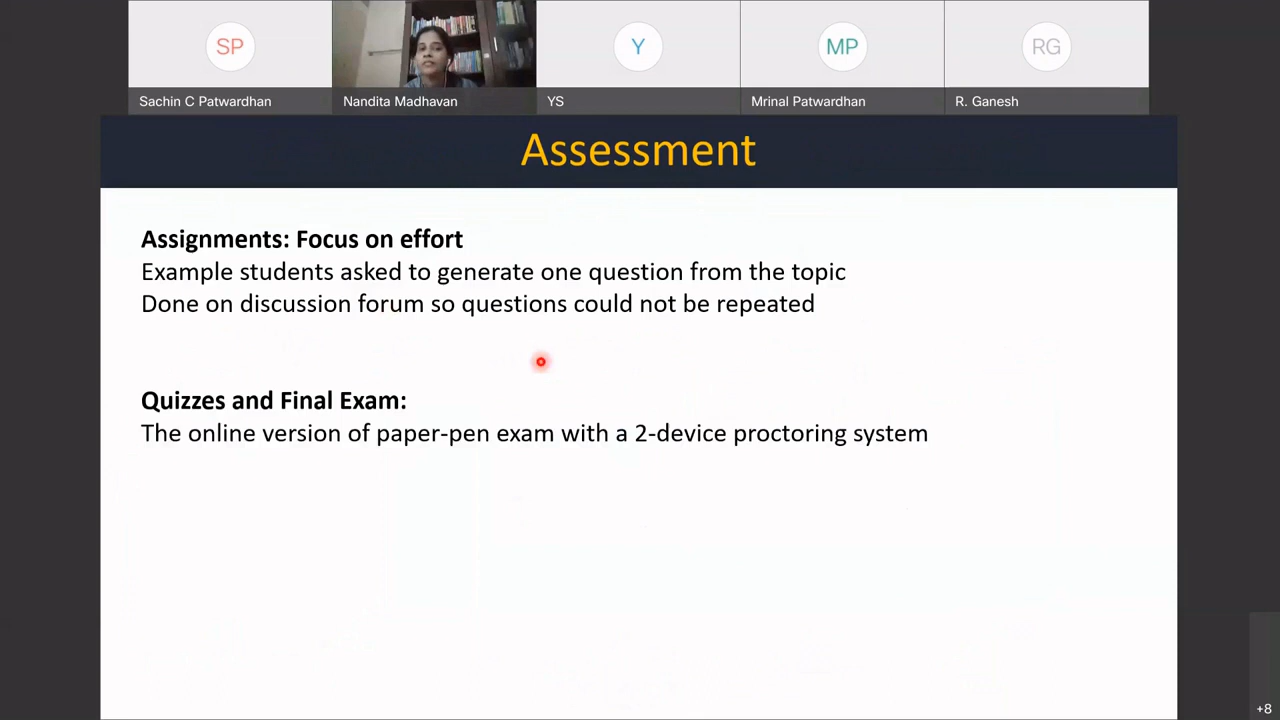 SP
Y
MP
RG
Sachin C Patwardhan
Nandita Madhavan
YS
Mrinal Patwardhan
R. Ganesh
Assessment
Assignments: Focus on effort
Example students asked to generate one question from the topic
Done on discussion forum so questions could not be repeated
Quizzes and Final Exam:
The online version of paper-pen exam with a 2-device proctoring system
+8